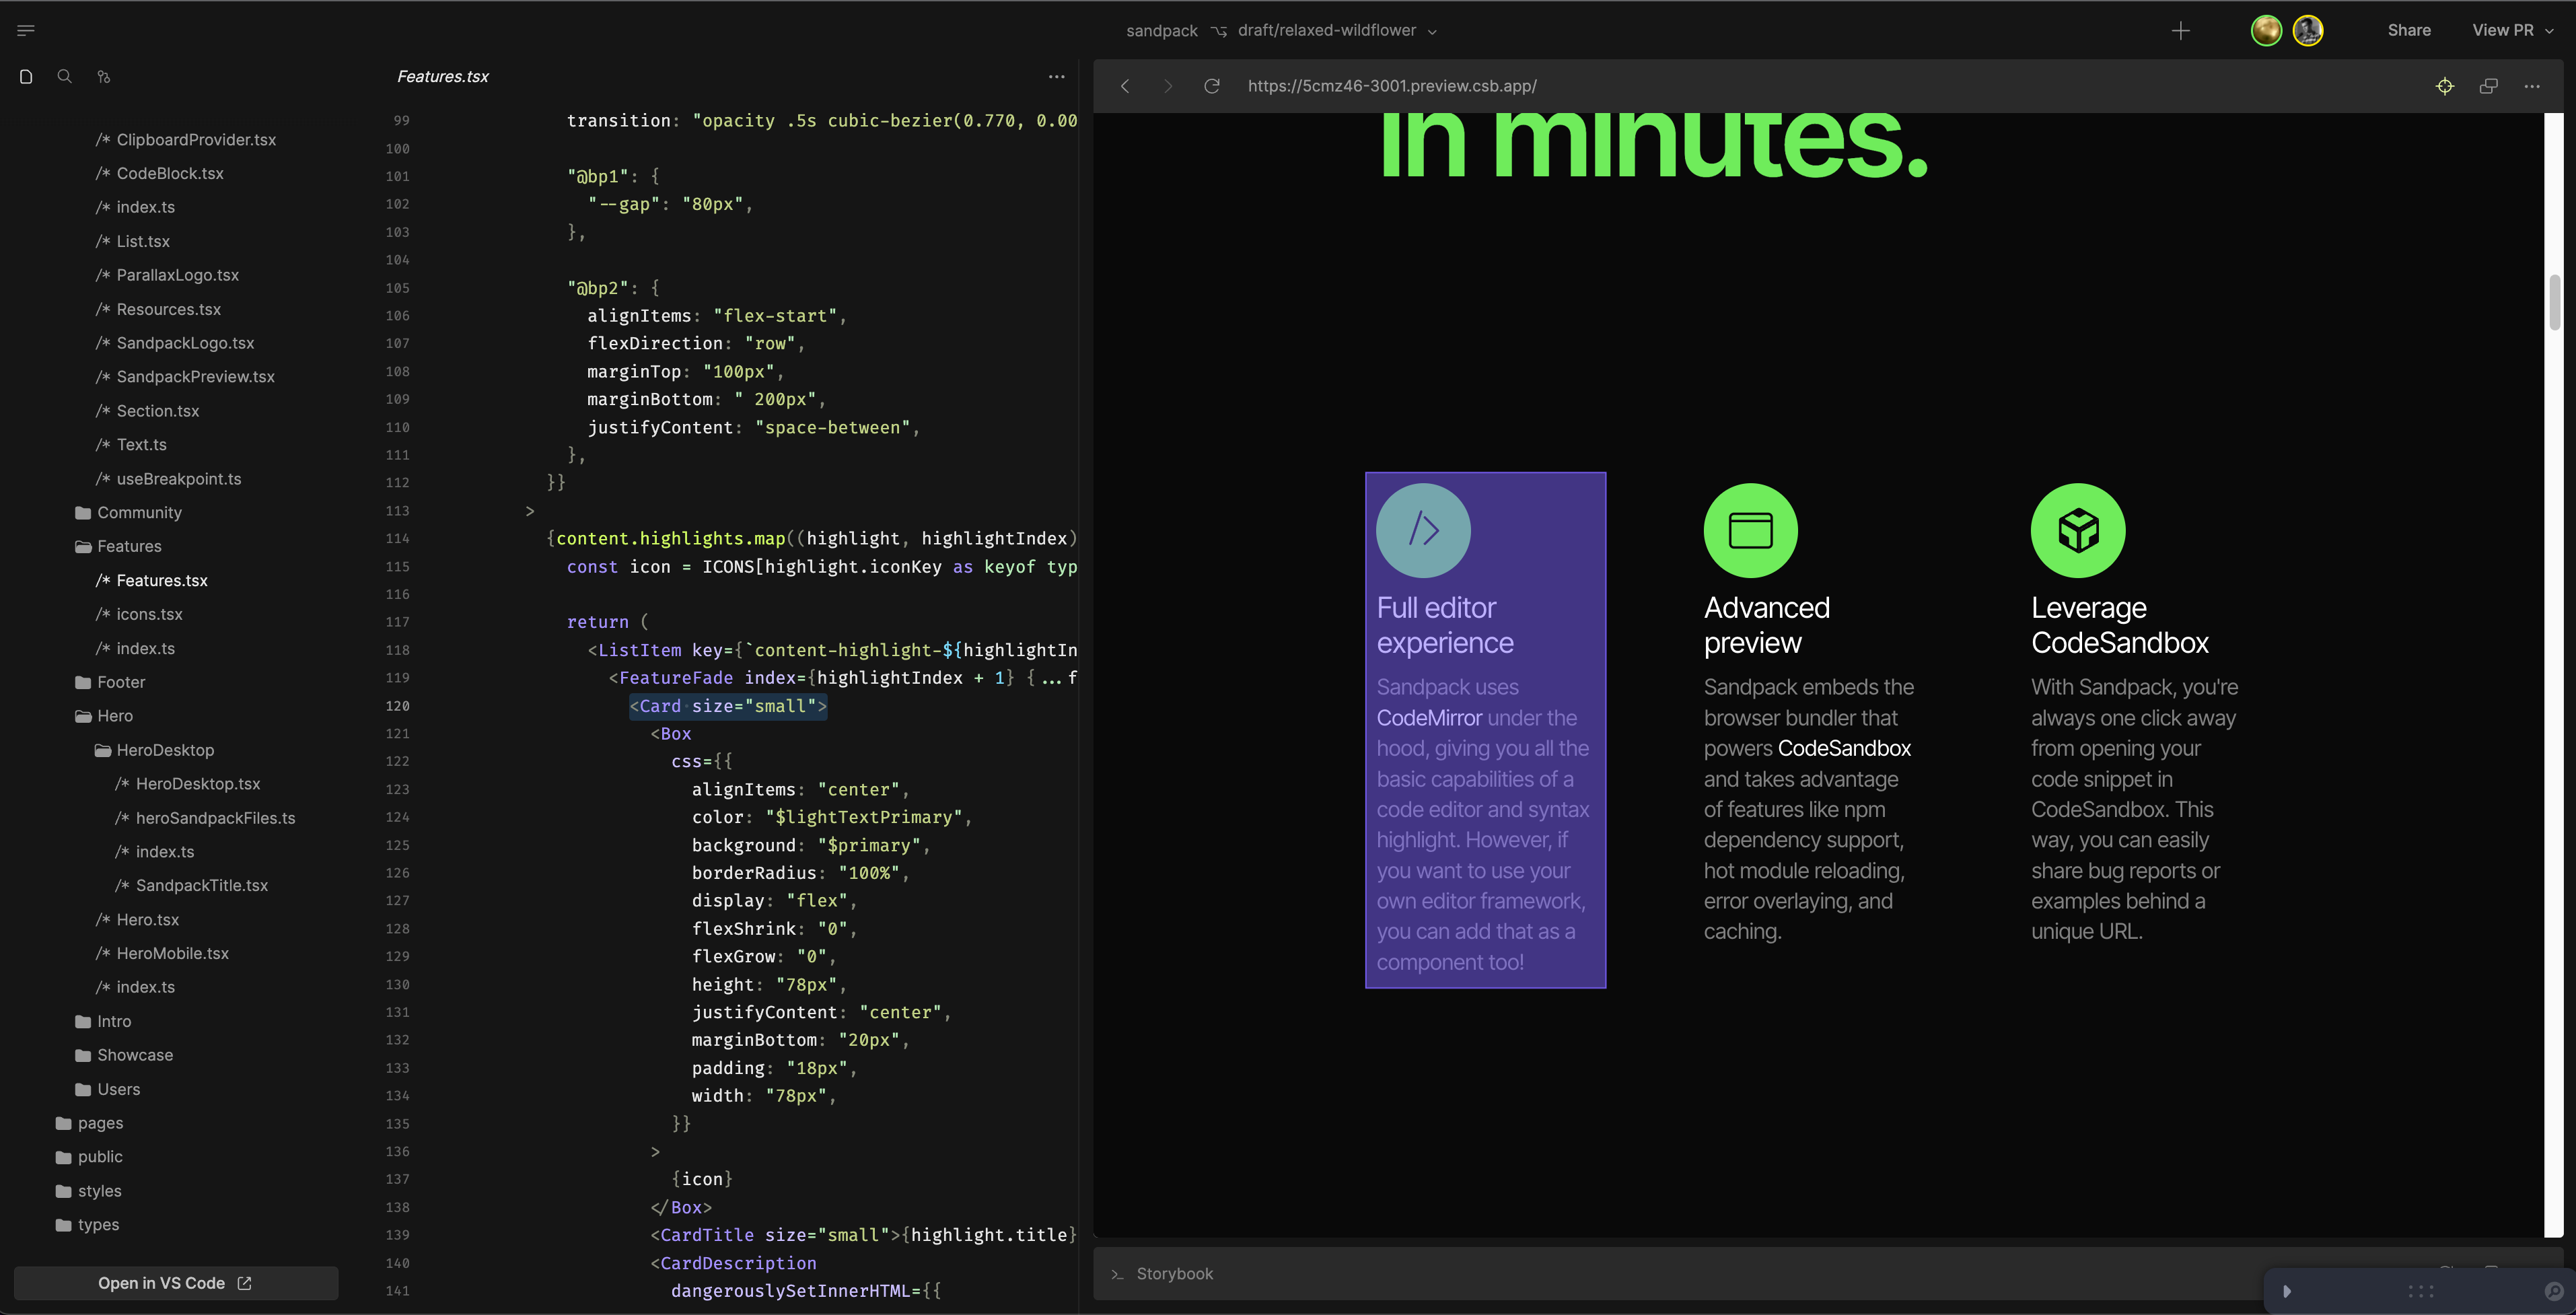 sandpack draft/relaxed-wildflower
Share
View PR
Features.tsx
https://5cmz46-3001.preview.csb.app/
/* ClipboardProvider.tsx
/* CodeBlock.tsx
/* index.ts
/* List.tsx
/* ParallaxLogo.tsx
/* Resources.tsx
/* SandpackLogo.tsx
/* SandpackPreview.tsx
/* Section.tsx
/* Text.ts
/* useBreakpoint.ts
Community
Features
/* Features.tsx
/* icons.tsx
/* index.ts
Footer
Hero
HeroDesktop
/* HeroDesktop.tsx
/* heroSandpackFiles.ts
/* index.ts
/* SandpackTitle.tsx
/* Hero.tsx
/* HeroMobile.tsx
/* index.ts
Intro
Showcase
Users
pages
public
styles
types
Open in VS Code
99 transition: "opacity .5s cubic-bezier(0.770, 0.00
100
101 "@bp1": {
102 "--gap": "80px",
103 },
104
105 "@bp2": {
106 alignItems: "flex-start",
107 flexDirection: "row",
108 marginTop: "100px",
109 marginBottom: " 200px",
110 justifyContent: "space-between",
111 },
112 }}
113 >
114 {content.highlights.map((highlight, highlightIndex)
115 const icon = ICONS[highlight.iconKey as keyof typ
116
117 return (
118 <ListItem key={`content-highlight-${highlightIn
119 <FeatureFade index={highlightIndex + 1} {...f
120 <Card size="small">
121 <Box
122 css={{
123 alignItems: "center",
124 color: "$lightTextPrimary",
125 background: "$primary",
126 borderRadius: "100%",
127 display: "flex",
128 flexShrink: "0",
129 flexGrow: "0",
130 height: "78px",
131 justifyContent: "center",
132 marginBottom: "20px",
133 padding: "18px",
134 width: "78px",
135 }}
136 >
137 {icon}
138 </Box>
139 <CardTitle size="small">{highlight.title}
140 <CardDescription
141 dangerouslySetInnerHTML={{
in minutes.
Full editor
experience
Sandpack uses
CodeMirror under the
hood, giving you all the
basic capabilities of a
code editor and syntax
highlight. However, if
you want to use your
own editor framework,
you can add that as a
component too!
Advanced
preview
Sandpack embeds the
browser bundler that
powers CodeSandbox
and takes advantage
of features like npm
dependency support,
hot module reloading,
error overlaying, and
caching.
Leverage
CodeSandbox
With Sandpack, you're
always one click away
from opening your
code snippet in
CodeSandbox. This
way, you can easily
share bug reports or
examples behind a
unique URL.
Storybook